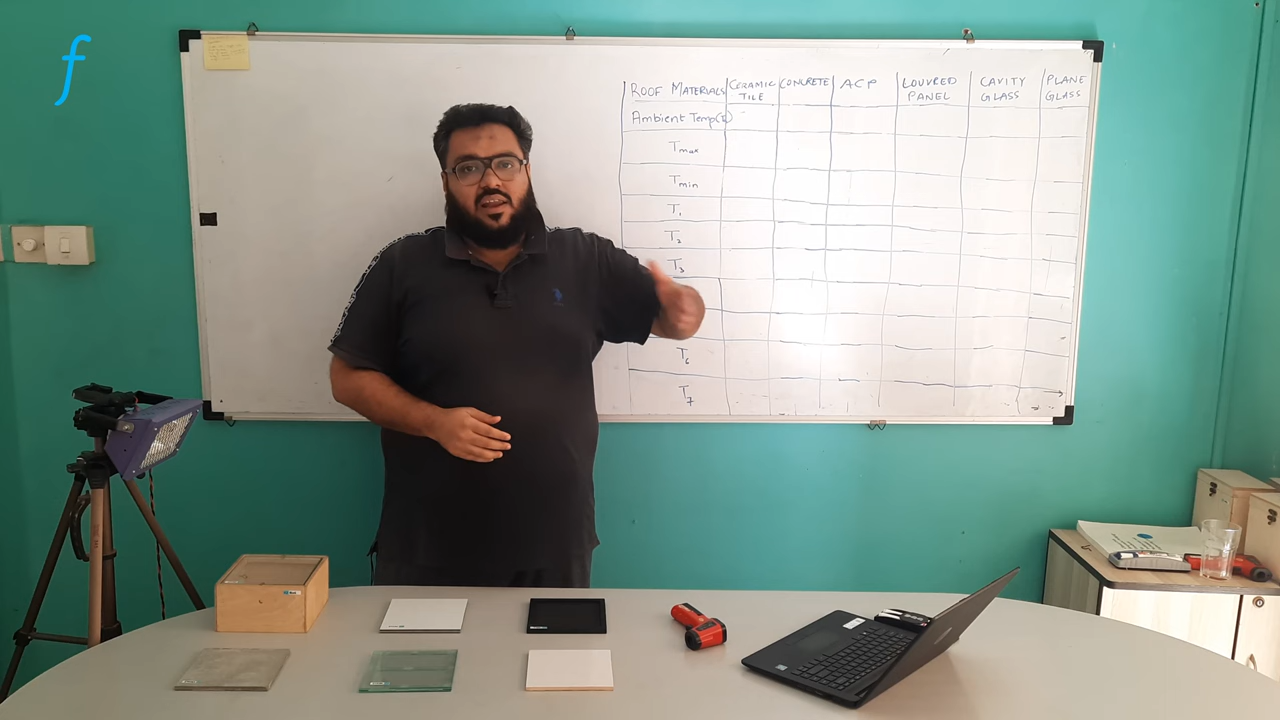 f
ROOF MATERIALS CERAMIC TILE CONCRETE ACP LOUVRED PANEL CAVITY GLASS PLANE GLASS
Ambient Temp(t)
Tmax
Tmin
T1
T2
T3
T6
T7